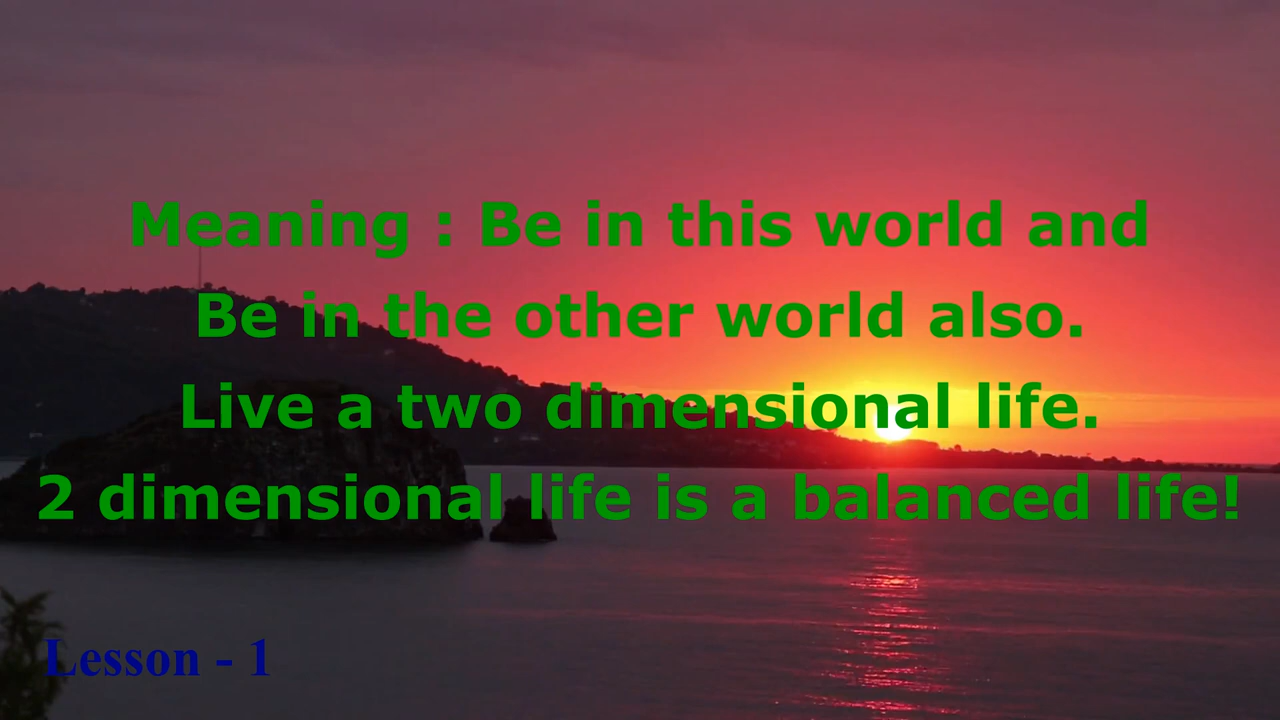 Meaning : Be in this world and
Be in the other world also.
Live a two dimensional life.
2 dimensional life is a balanced life!
Lesson - 1